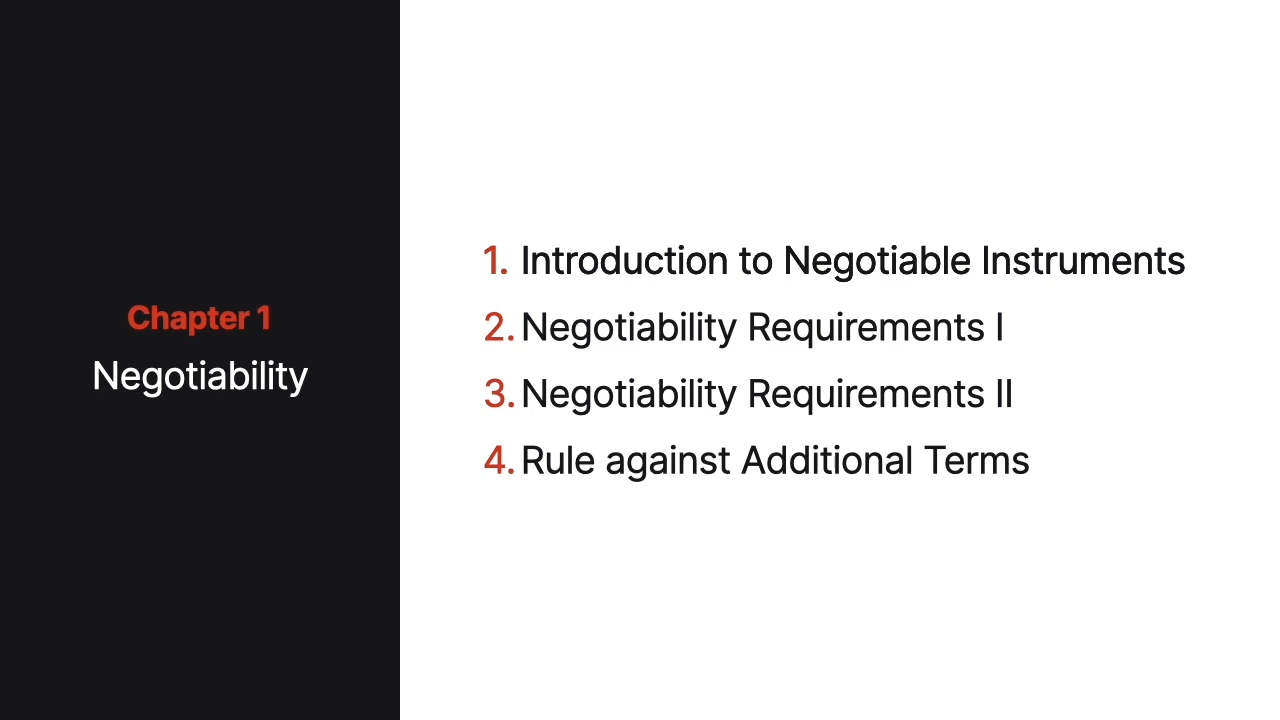 Chapter 1
Negotiability
1. Introduction to Negotiable Instruments
2. Negotiability Requirements I
3. Negotiability Requirements II
4. Rule against Additional Terms